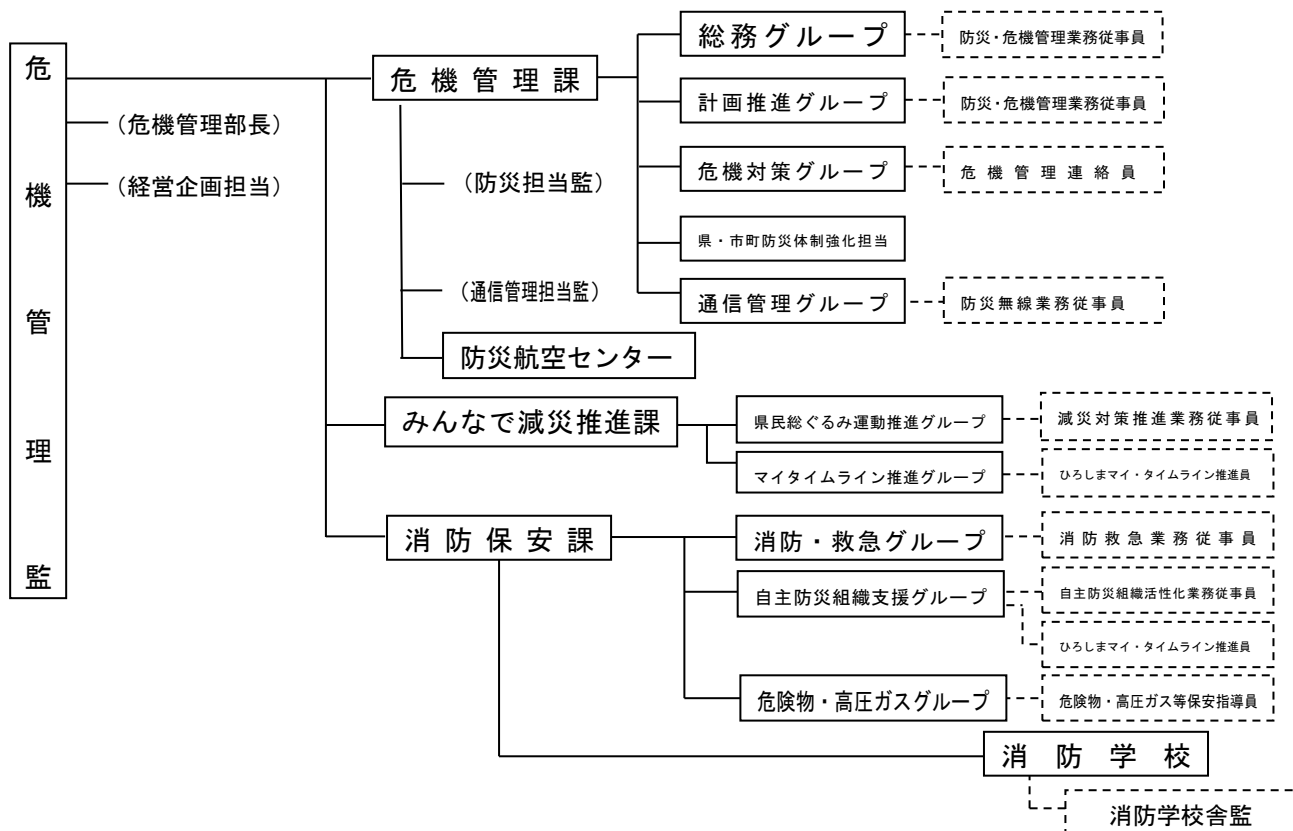 危機管理監
(危機管理部長)
(経営企画担当)
危機管理課
(防災担当監)
(通信管理担当監)
防災航空センター
総務グループ
防災・危機管理業務従事員
計画推進グループ
防災・危機管理業務従事員
危機対策グループ
危機管理連絡員
県・市町防災体制強化担当
通信管理グループ
防災無線業務従事員
みんなで減災推進課
県民総ぐるみ運動推進グループ
減災対策推進業務従事員
マイタイムライン推進グループ
ひろしまマイ・タイムライン推進員
消防保安課
消防・救急グループ
消防救急業務従事員
自主防災組織支援グループ
自主防災組織活性化業務従事員
ひろしまマイ・タイムライン推進員
危険物・高圧ガスグループ
危険物・高圧ガス等保安指導員
消防学校
消防学校舎監